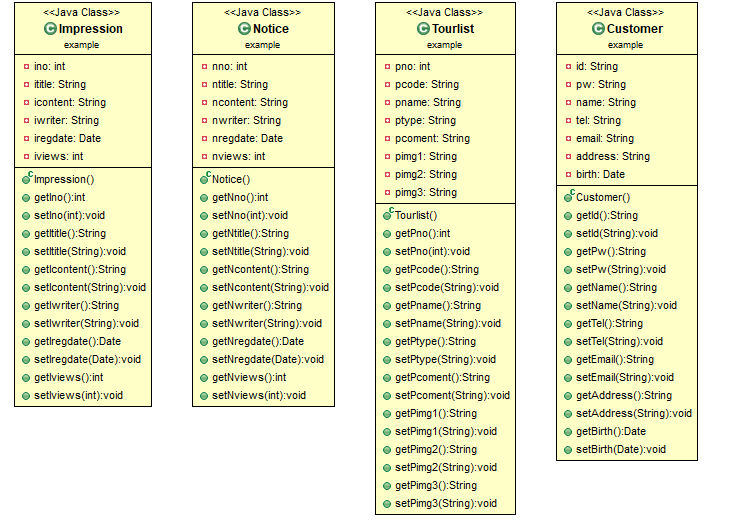 <<Java Class>>
Impression
example
ino: int
ititle: String
icontent: String
iwriter: String
iregdate: Date
iviews: int
Impression()
getIno():int
setIno(int):void
getItitle():String
setItitle(String):void
getIcontent():String
setIcontent(String):void
getIwriter():String
setIwriter(String):void
getIregdate():Date
setIregdate(Date):void
getIviews():int
setIviews(int):void
<<Java Class>>
Notice
example
nno: int
ntitle: String
ncontent: String
nwriter: String
nregdate: Date
nviews: int
Notice()
getNno():int
setNno(int):void
getNtitle():String
setNtitle(String):void
getNcontent():String
setNcontent(String):void
getNwriter():String
setNwriter(String):void
getNregdate():Date
setNregdate(Date):void
getNviews():int
setNviews(int):void
<<Java Class>>
Tourlist
example
pno: int
pcode: String
pname: String
ptype: String
pcoment: String
pimg1: String
pimg2: String
pimg3: String
Tourlist()
getPno():int
setPno(int):void
getPcode():String
setPcode(String):void
getPname():String
setPname(String):void
getPtype():String
setPtype(String):void
getPcoment():String
setPcoment(String):void
getPimg1():String
setPimg1(String):void
getPimg2():String
setPimg2(String):void
getPimg3():String
setPimg3(String):void
<<Java Class>>
Customer
example
id: String
pw: String
name: String
tel: String
email: String
address: String
birth: Date
Customer()
getId():String
setId(String):void
getPw():String
setPw(String):void
getName():String
setName(String):void
getTel():String
setTel(String):void
getEmail():String
setEmail(String):void
getAddress():String
setAddress(String):void
getBirth():Date
setBirth(Date):void